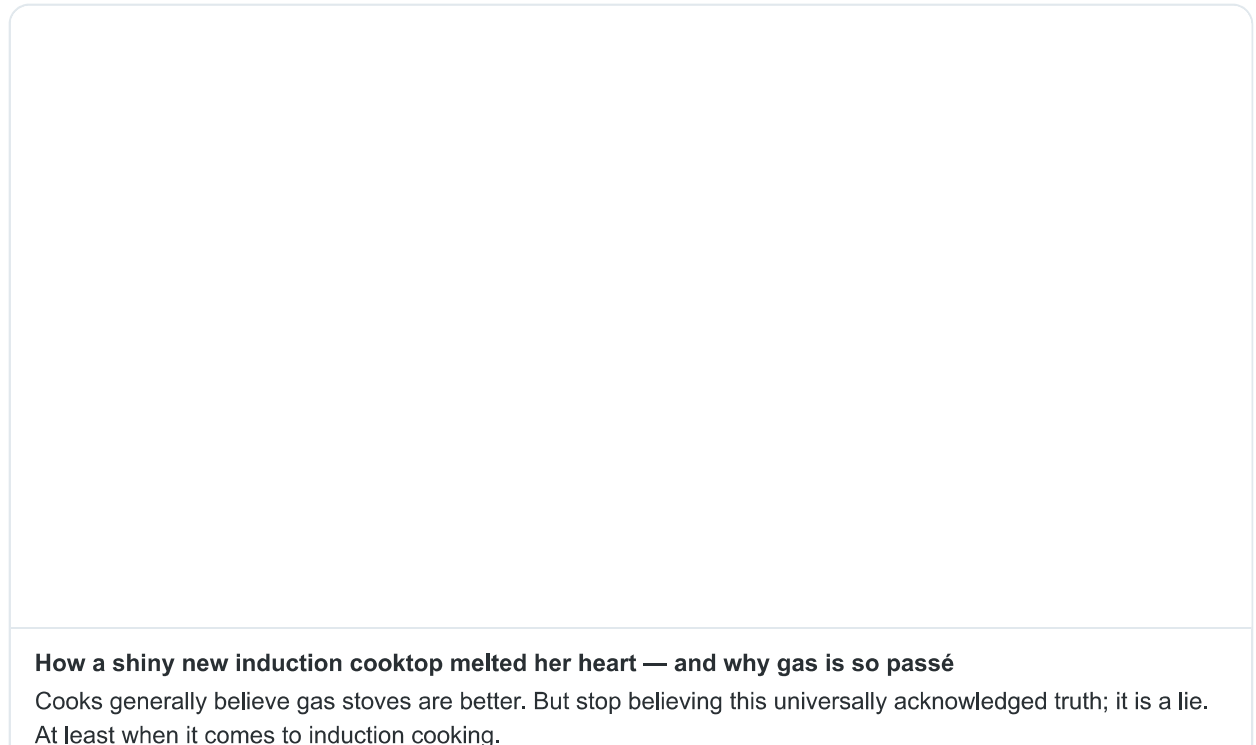 How a shiny new induction cooktop melted her heart — and why gas is so passé
Cooks generally believe gas stoves are better. But stop believing this universally acknowledged truth; it is a lie.
At least when it comes to induction cooking.